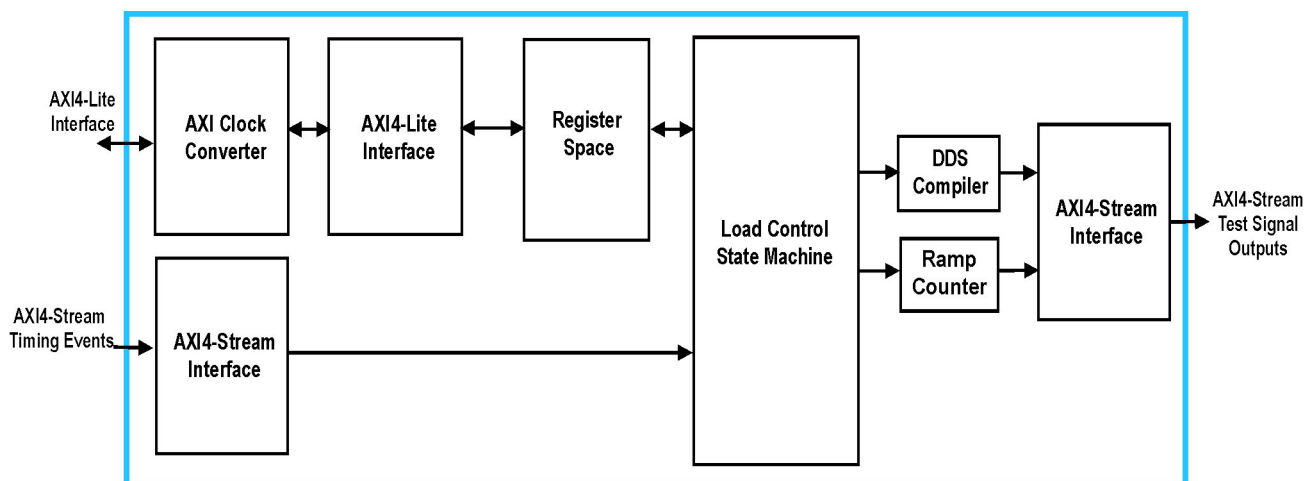 AXI4-Lite
Interface
AXI Clock
Converter
AXI4-Lite
Interface
Register
Space
Load Control
State Machine
DDS
Compiler
Ramp
Counter
AXI4-Stream
Interface
AXI4-Stream
Test Signal
Outputs
AXI4-Stream
Timing Events
AXI4-Stream
Interface